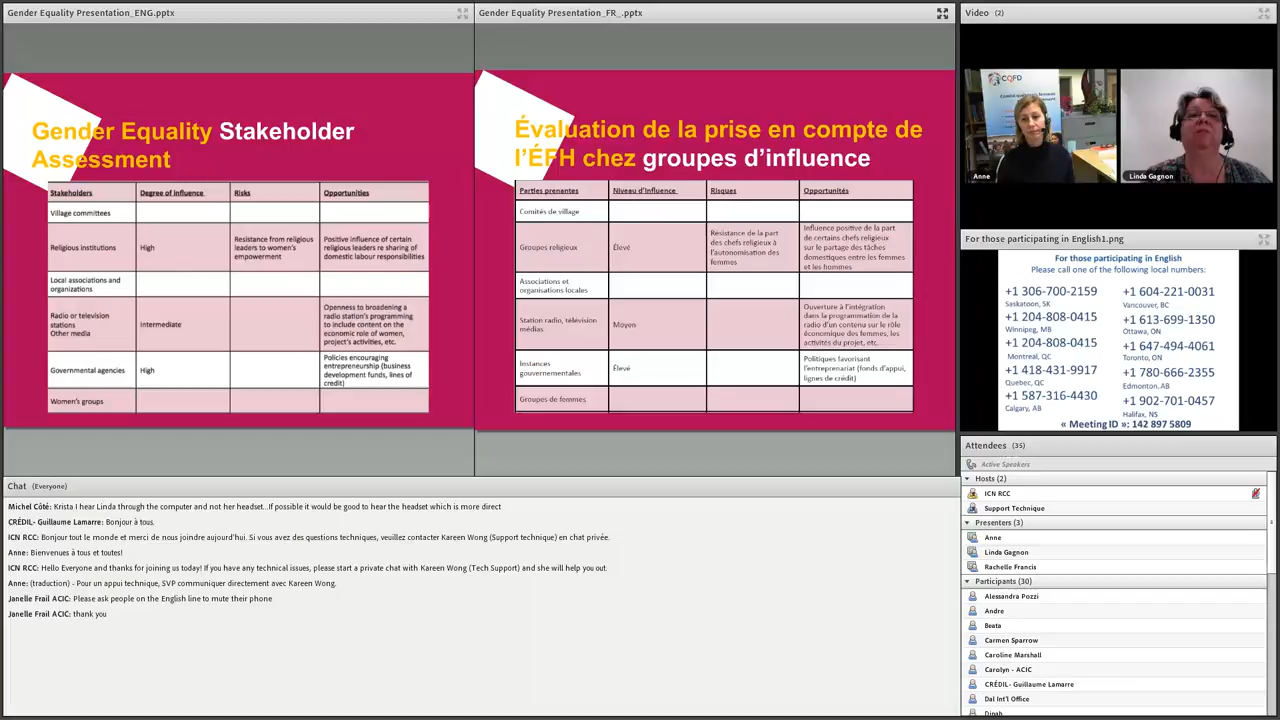 Gender Equality Presentation_ENG.pptx
Gender Equality Stakeholder
Assessment
Stakeholders Degree of influence Risks Opportunities
Village committees
Religious institutions High Resistance from religious leaders to women's empowerment Positive influence of certain religious leaders re sharing of domestic labour responsibilities
Local associations and organizations
Radio or television stations Other media Intermediate Openness to broadening a radio station's programming to include content on the economic role of women, project's activities, etc.
Governmental agencies High Policies encouraging entrepreneurship (business development funds, lines of credit)
Women's groups
Gender Equality Presentation_FR_.pptx
Évaluation de la prise en compte de
l'ÉFH chez groupes d'influence
Parties prenantes Niveau d'Influence Risques Opportunités
Comités de village
Groupes religieux Élevé Résistance de la part des chefs religieux à l'autonomisation des femmes Influence positive de la part de certains chefs religieux sur le partage des tâches domestiques entre les femmes et les hommes
Associations et organisations locales
Station radio, télévision médias Moyen Ouverture à l'intégration dans la programmation de la radio d'un contenu sur le rôle économique des femmes, les activités du projet, etc..
Instances gouvernementales Élevé Politiques favorisant l'entreprenariat (fonds d'appui, lignes de crédit)
Groupes de femmes
Video (2)
CQFD
Anne
Linda Gagnon
For those participating in English1.png
For those participating in English
Please call one of the following local numbers:
+1 306-700-2159
Saskatoon, SK
+1 204-808-0415
Winnipeg, MB
+1 204-808-0415
Montreal, QC
+1 418-431-9917
Quebec, QC
+1 587-316-4430
Calgary, AB
+1 604-221-0031
Vancouver, BC
+1 613-699-1350
Ottawa, ON
+1 647-494-4061
Toronto, ON
+1 780-666-2355
Edmonton, AB
+1 902-701-0457
Halifax, NS
« Meeting ID »: 142 897 5809
Attendees (35)
Active Speakers
Hosts (2)
ICN RCC
Support Technique
Presenters (3)
Anne
Linda Gagnon
Rachelle Francis
Participants (30)
Alessandra Pozzi
Andre
Beata
Carmen Sparrow
Caroline Marshall
Carolyn - ACIC
CRÉDIL- Guillaume Lamarre
Dal Int'l Office
Dinah
Chat (Everyone)
Michel Côté: Krista I hear Linda through the computer and not her headset...If possible it would be good to hear the headset which is more direct
CRÉDIL- Guillaume Lamarre: Bonjour à tous.
ICN RCC: Bonjour tout le monde et merci de nous joindre aujourd'hui. Si vous avez des questions techniques, veuillez contacter Kareen Wong (Support technique) en chat privée.
Anne: Bienvenues à tous et toutes!
ICN RCC: Hello Everyone and thanks for joining us today! If you have any technical issues, please start a private chat with Kareen Wong (Tech Support) and she will help you out.
Anne: (traduction) - Pour un appui technique, SVP communiquer directement avec Kareen Wong.
Janelle Frail ACIC: Please ask people on the English line to mute their phone
Janelle Frail ACIC: thank you